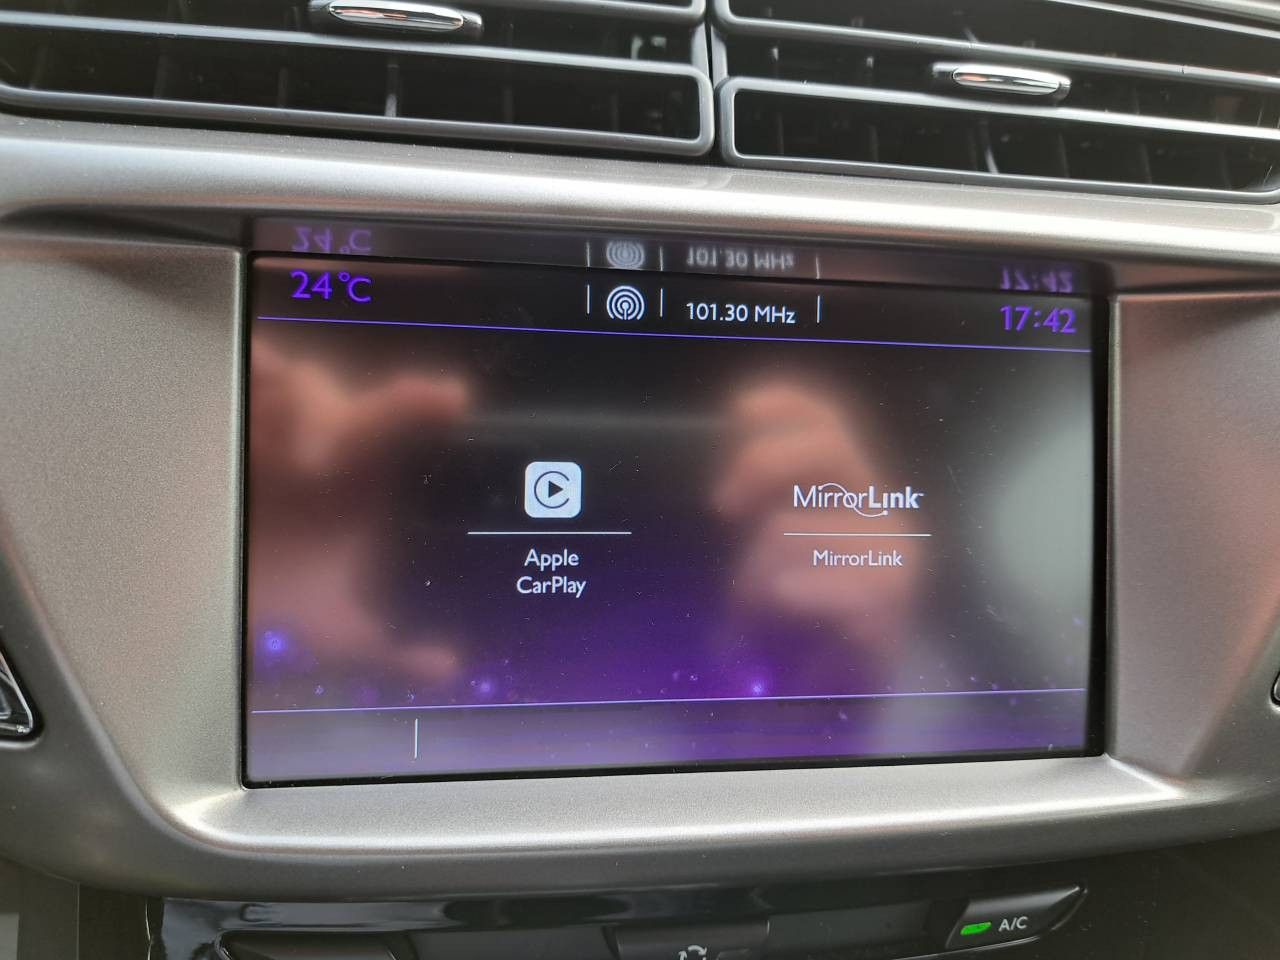 24°C 101.30 MHz 17:42
MirrorLink
Apple
CarPlay
MirrorLink
A/C